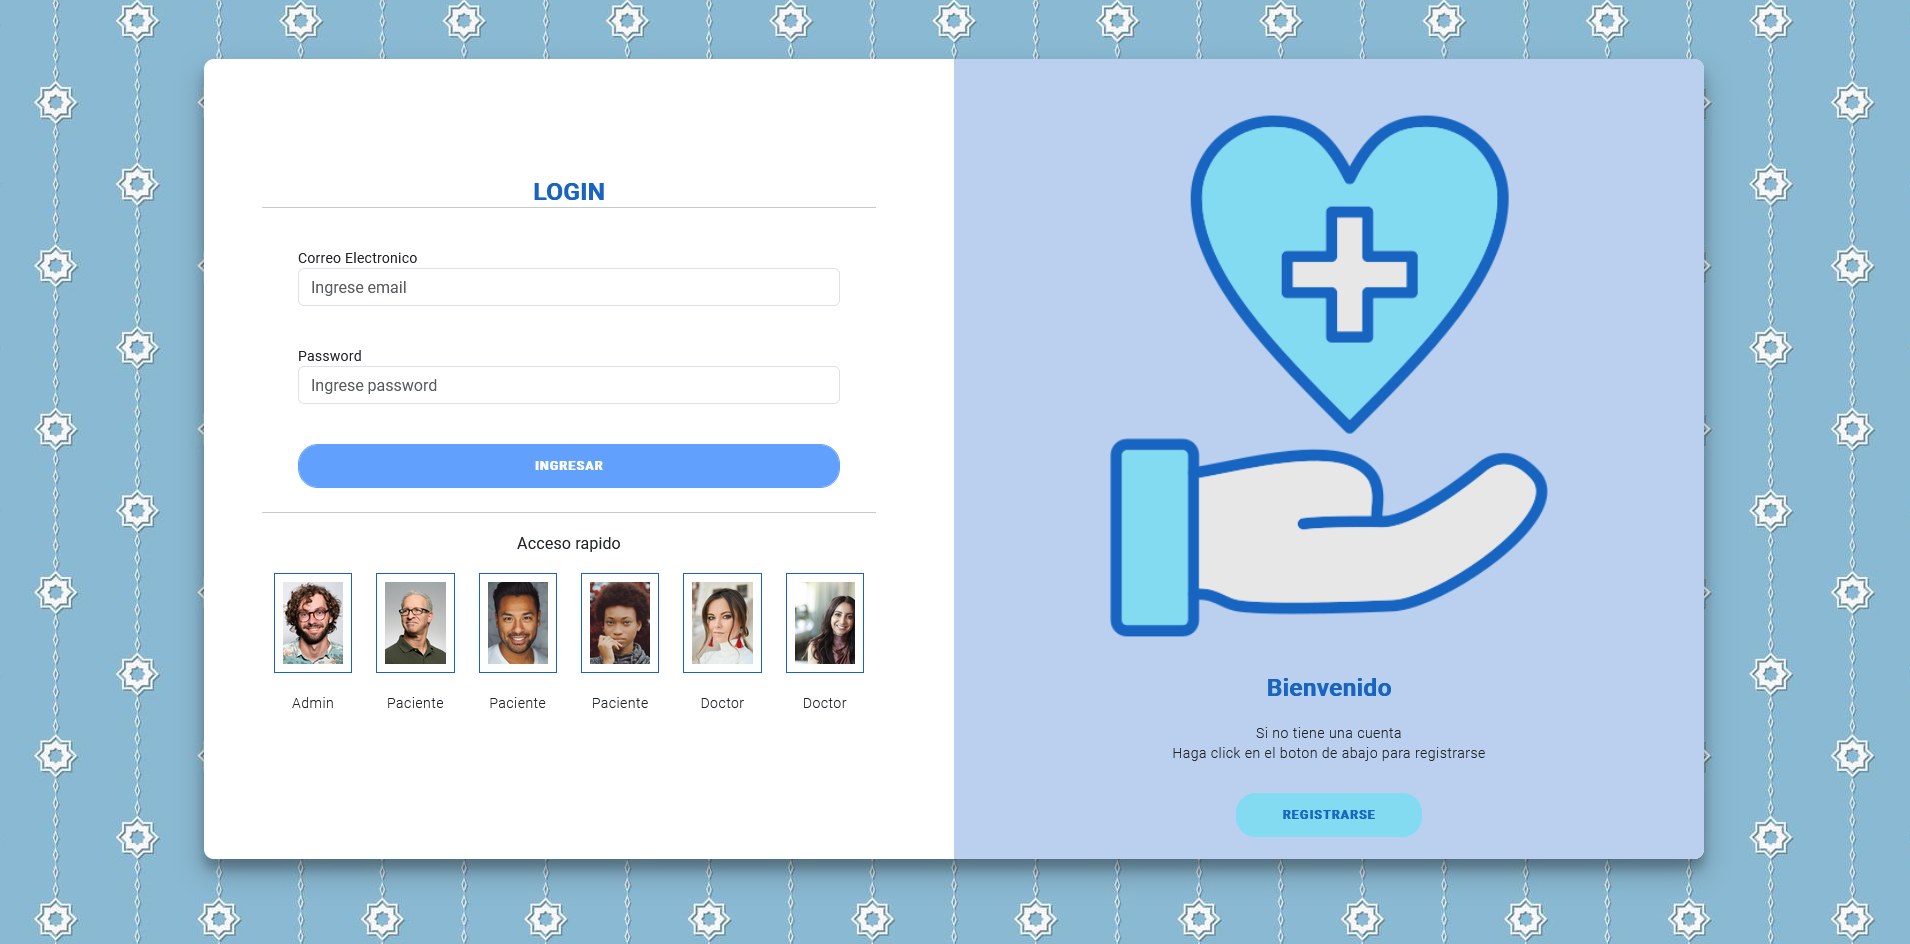 LOGIN
Correo Electronico
Ingrese email
Password
Ingrese password
INGRESAR
Acceso rapido
Admin
Paciente
Paciente
Paciente
Doctor
Doctor
Bienvenido
Si no tiene una cuenta
Haga click en el boton de abajo para registrarse
REGISTRARSE